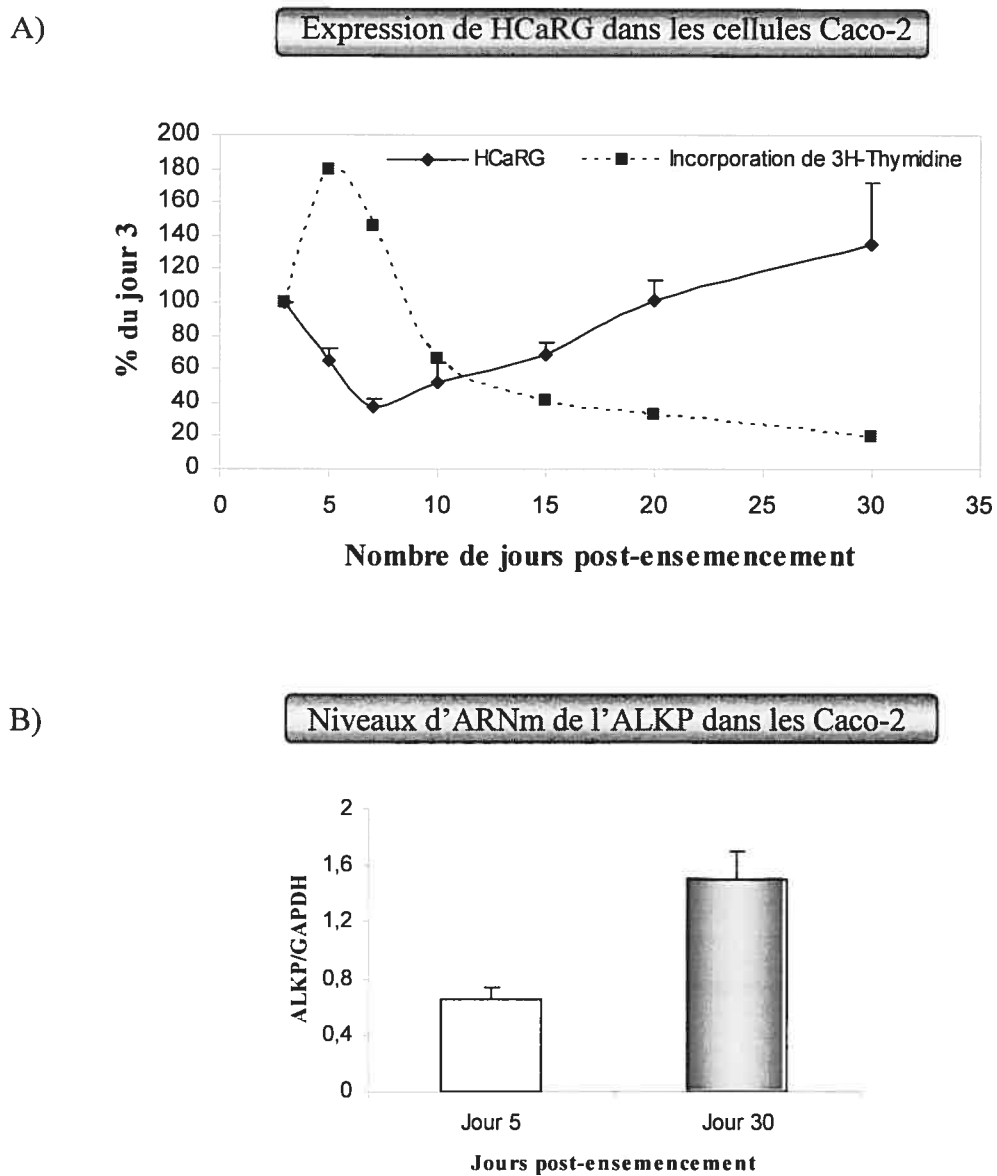 A)
Expression de HCaRG dans les cellules Caco-2
200
180
160
140
120
100
80
60
40
20
0
% du jour 3
HCaRG
Incorporation de 3H-Thymidine
0 5 10 15 20 25 30 35
Nombre de jours post-ensemencement
B)
Niveaux d'ARNm de l'ALKP dans les Caco-2
2
1,6
1,2
0,8
0,4
0
ALKP/GAPDH
Jour 5 Jour 30
Jours post-ensemencement